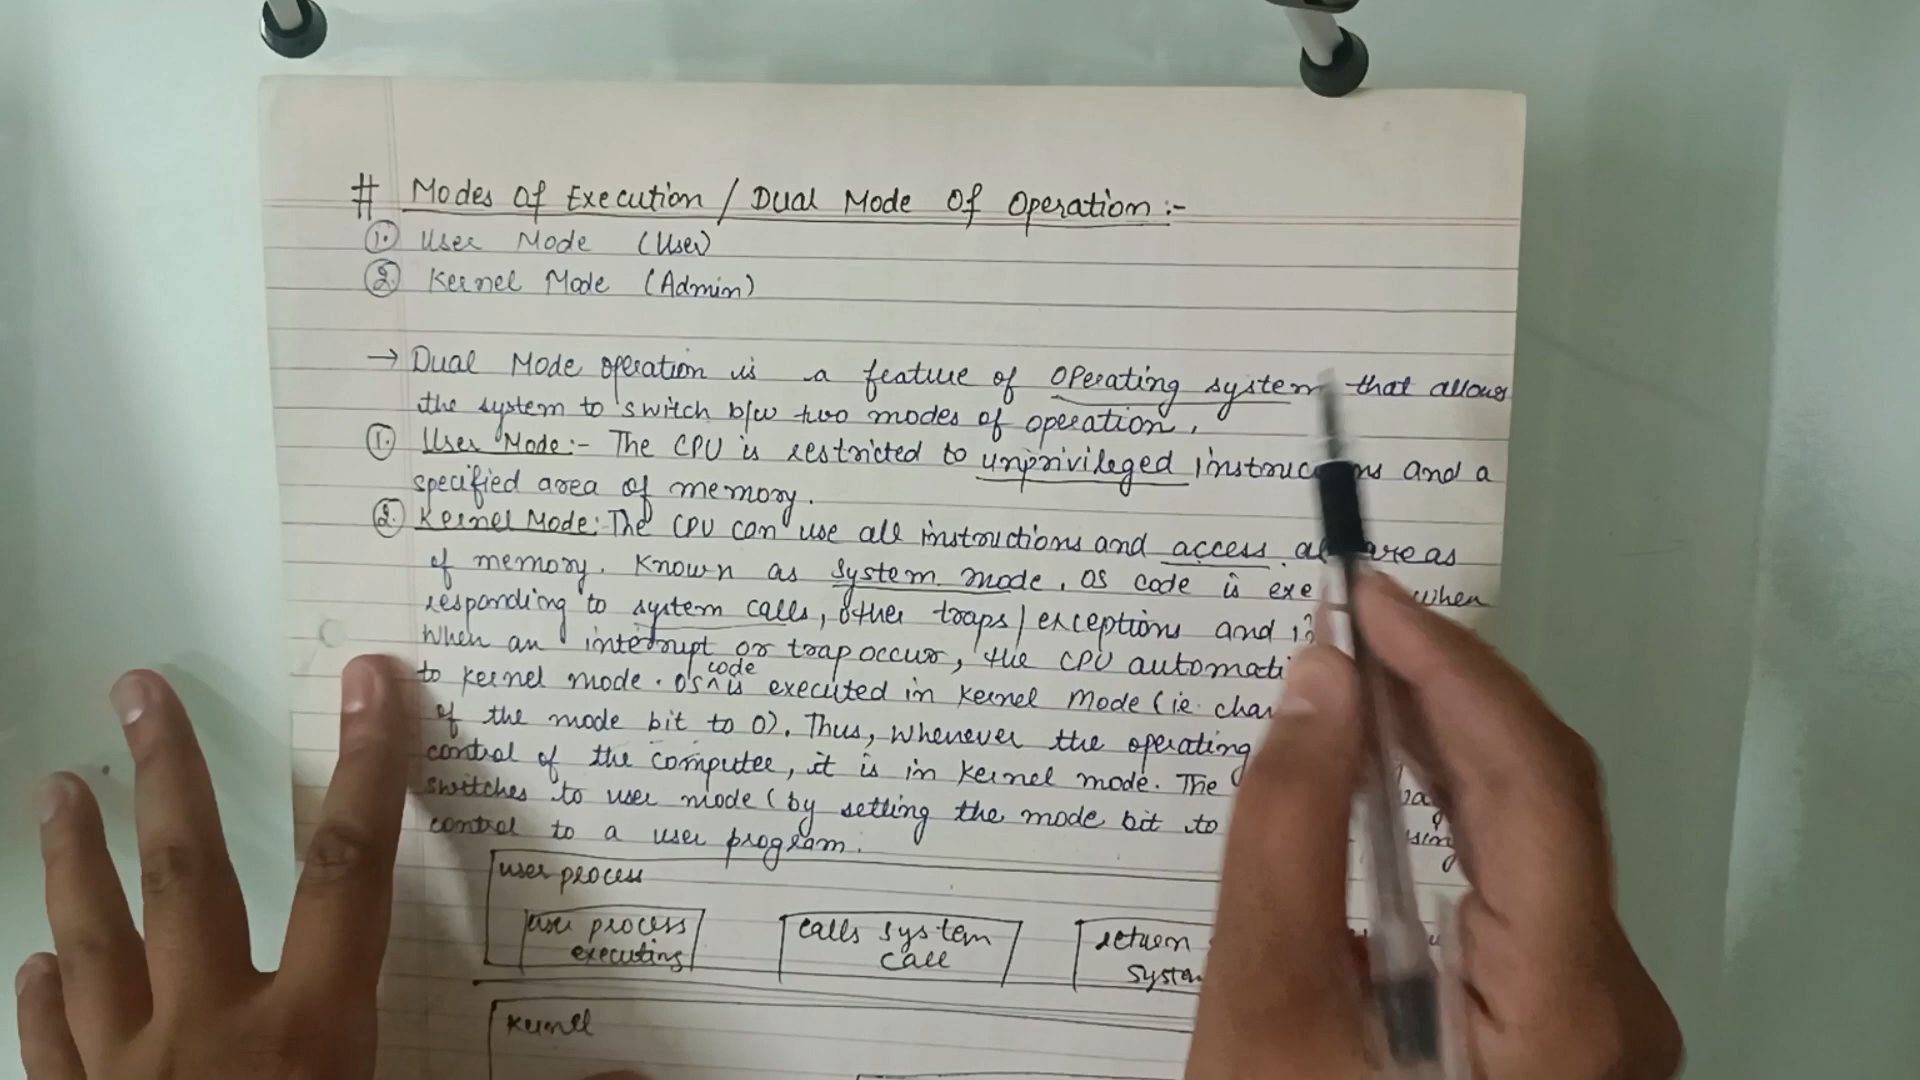 # Modes Of Execution / Dual Mode Of Operation :-
1. User Mode (User)
2. Kernel Mode (Admin)
→ Dual Mode operation is a feature of Operating system that allows
the system to switch b/w two modes of operation.
1. User Mode :- The CPU is restricted to unprivileged instructions and a
specified area of memory.
2. Kernel Mode : The CPU can use all instructions and access all areas
of memory. Known as system mode. OS code is exe when
responding to system calls, other traps / exceptions and
When an interrupt or trap occur, the CPU automati
to kernel mode. OS code is executed in Kernel Mode (ie. chan
of the mode bit to 0). Thus, whenever the operating
control of the computer, it is in kernel mode. The
switches to user mode (by setting the mode bit to
control to a user program.
user process
user process executing
calls system call
return
system
Kernel